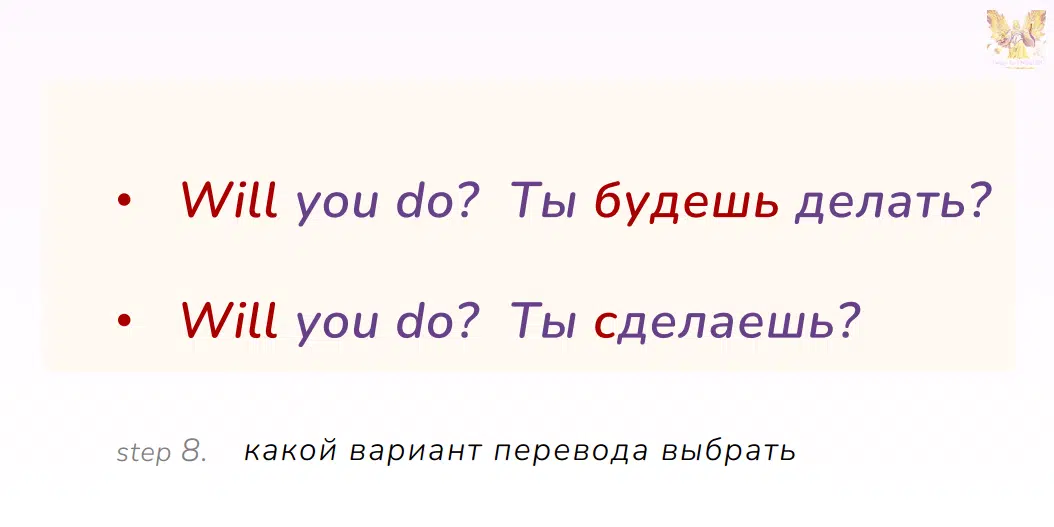 • Will you do? Ты будешь делать?
• Will you do? Ты сделаешь?
step 8. какой вариант перевода выбрать